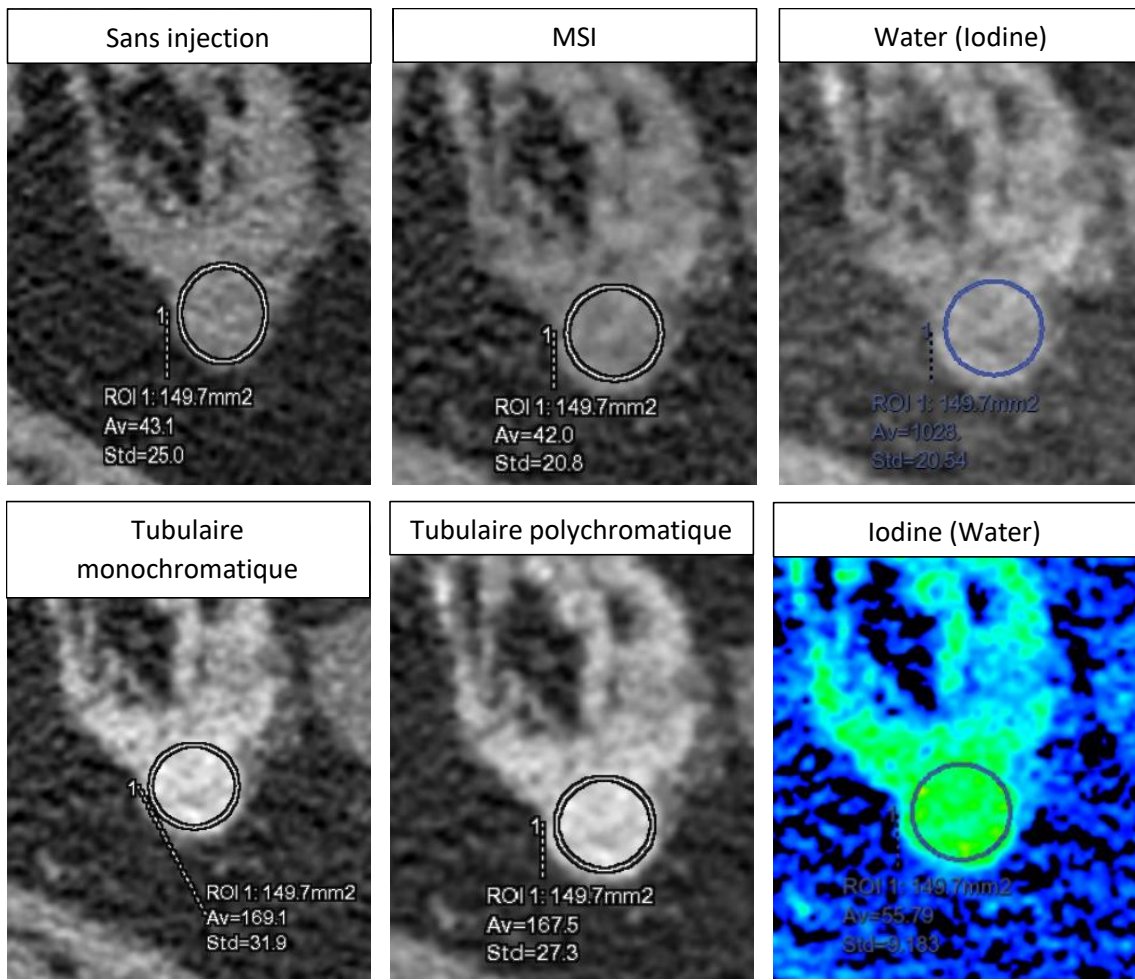 Sans injection
1
ROI 1: 149.7mm2
Av=43.1
Std=25.0
MSI
1
ROI 1: 149.7mm2
Av=42.0
Std=20.8
Water (Iodine)
1
ROI 1: 149.7mm2
Av=1028.
Std=20.54
Tubulaire
monochromatique
1
ROI 1: 149.7mm2
Av=169.1
Std=31.9
Tubulaire polychromatique
1
ROI 1: 149.7mm2
Av=167.5
Std=27.3
Iodine (Water)
1
ROI 1: 149.7mm2
Av=55.79
Std=9.183